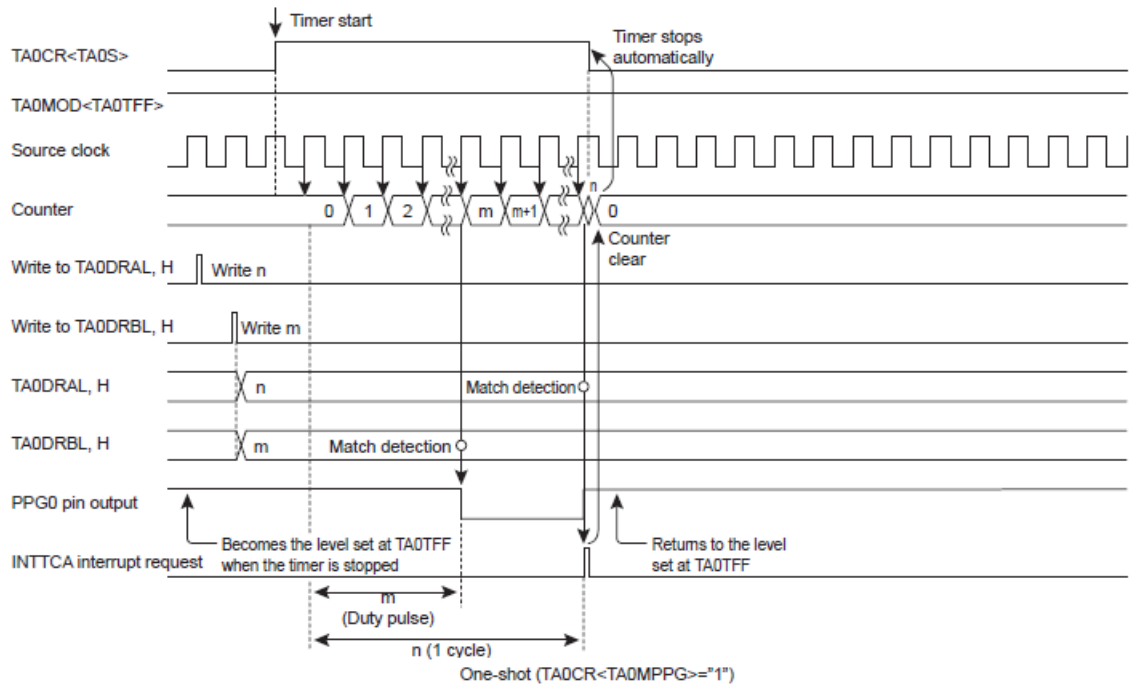 Timer start
TA0CR<TA0S>
Timer stops
automatically
TA0MOD<TA0TFF>
Source clock
n
Counter
0 1 2 m m+1 0
Counter
clear
Write to TA0DRAL, H
Write n
Write to TA0DRBL, H
Write m
TA0DRAL, H
n
Match detection
TA0DRBL, H
m
Match detection
PPG0 pin output
Becomes the level set at TA0TFF
when the timer is stopped
Returns to the level
set at TA0TFF
INTTCA interrupt request
m
(Duty pulse)
n (1 cycle)
One-shot (TA0CR<TA0MPPG>="1")